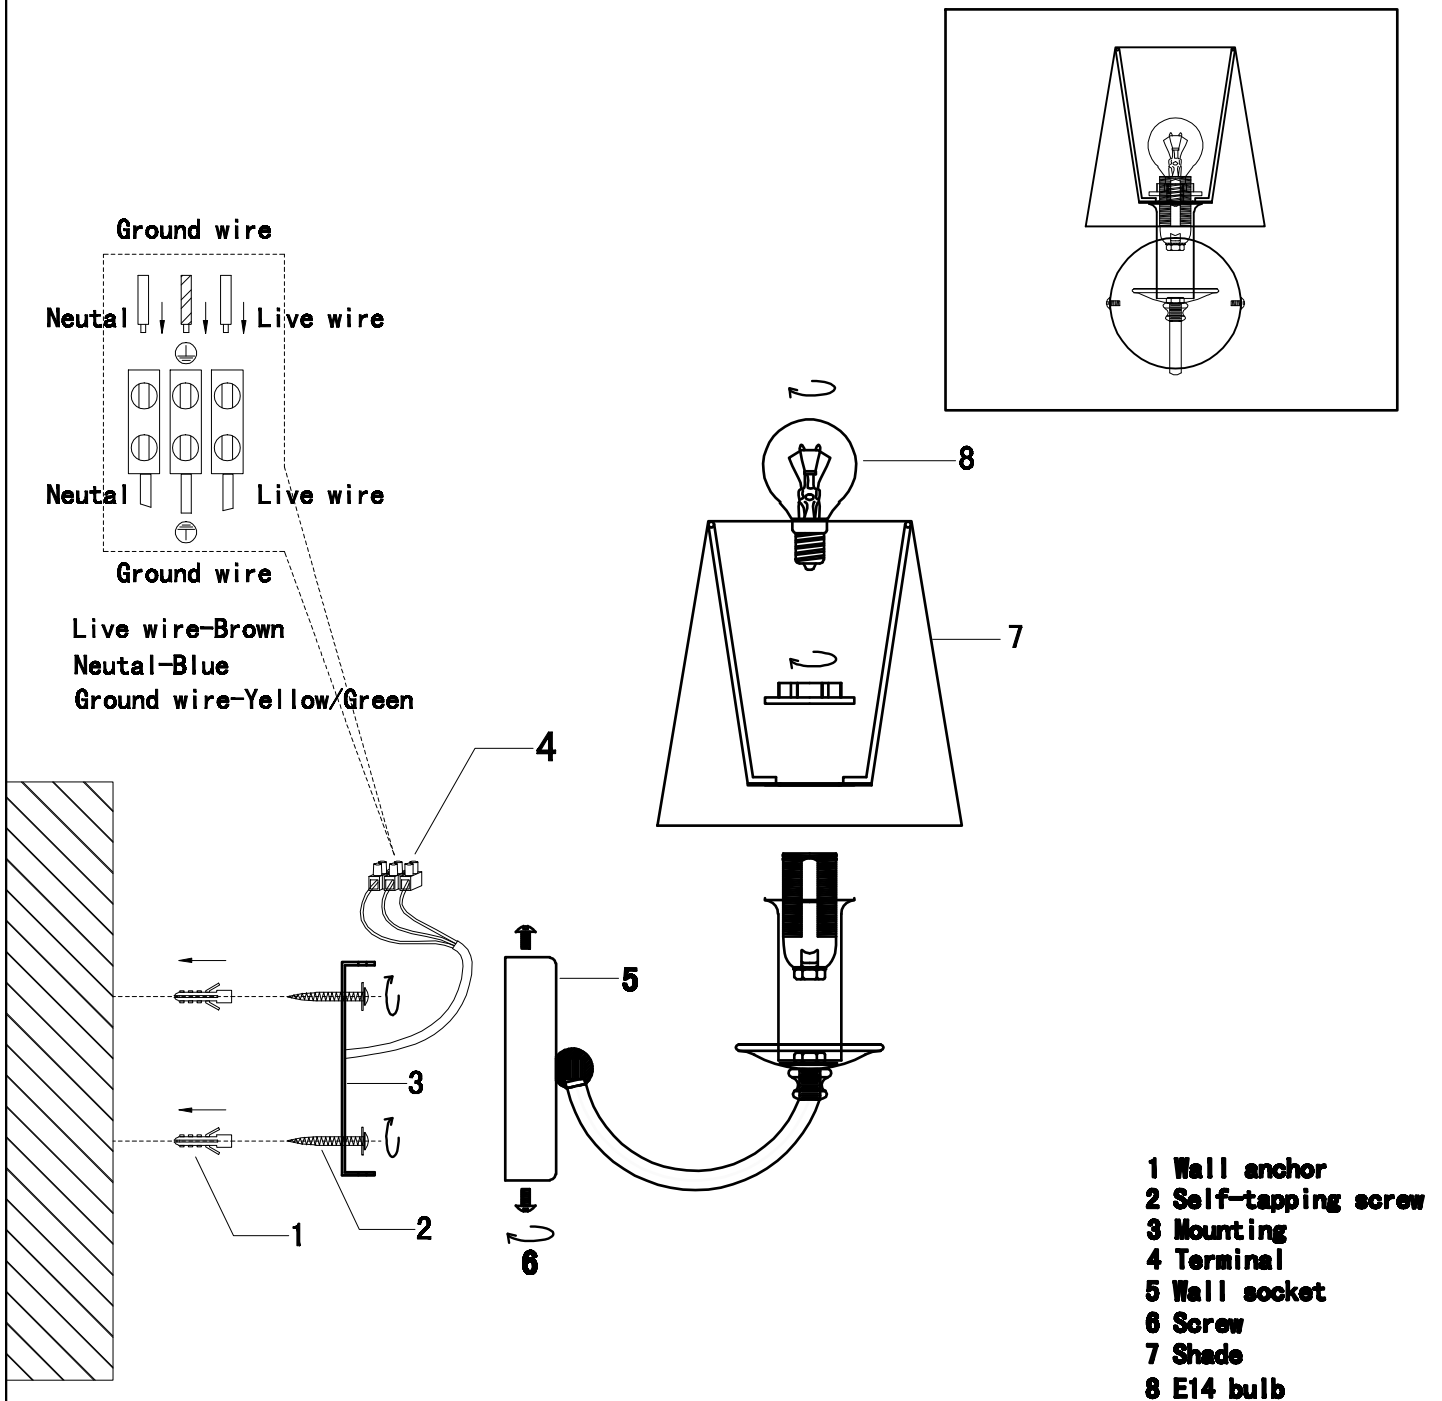 Ground wire
Neutal Live wire
Neutal Live wire
Ground wire
Live wire-Brown
Neutal-Blue
Ground wire-Yellow/Green
8
7
4
5
3
1
2
6
1 Wall anchor
2 Self-tapping screw
3 Mounting
4 Terminal
5 Wall socket
6 Screw
7 Shade
8 E14 bulb